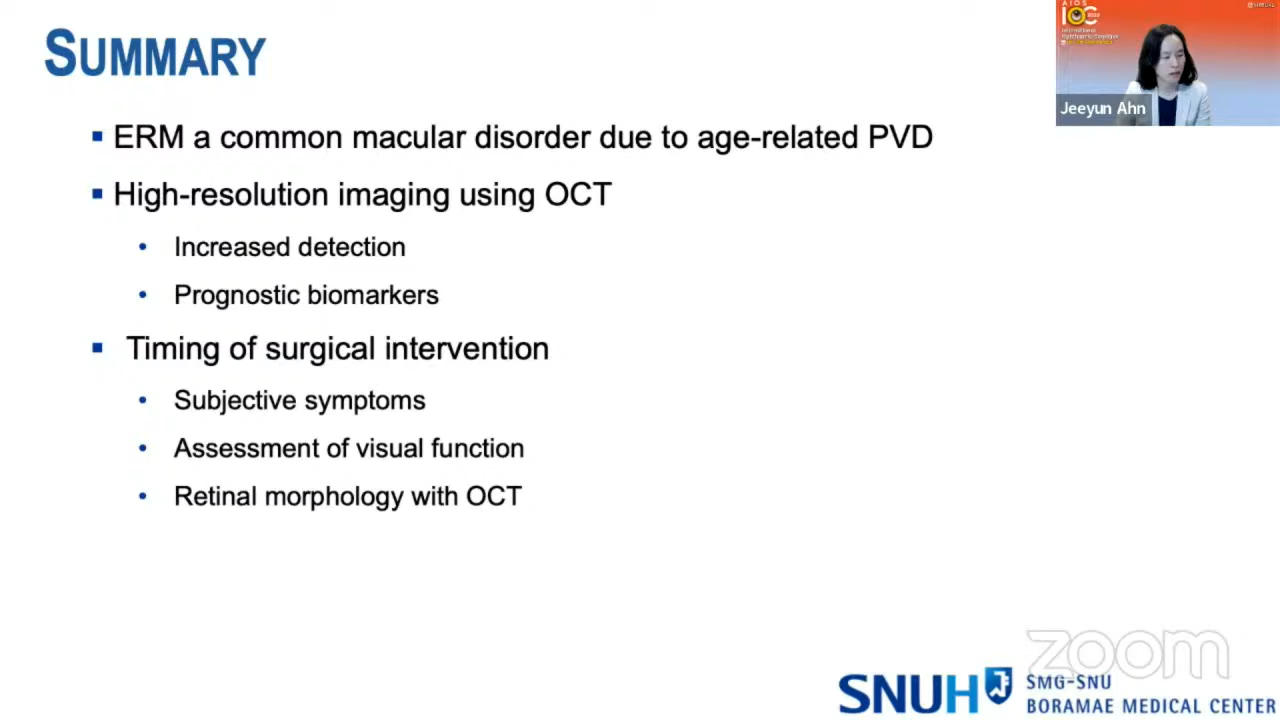 SUMMARY
ERM a common macular disorder due to age-related PVD
High-resolution imaging using OCT
Increased detection
Prognostic biomarkers
Timing of surgical intervention
Subjective symptoms
Assessment of visual function
Retinal morphology with OCT
AIOS
IOC
Jeeyun Ahn
zoom
SNUH
SMG-SNU
BORAMAE MEDICAL CENTER